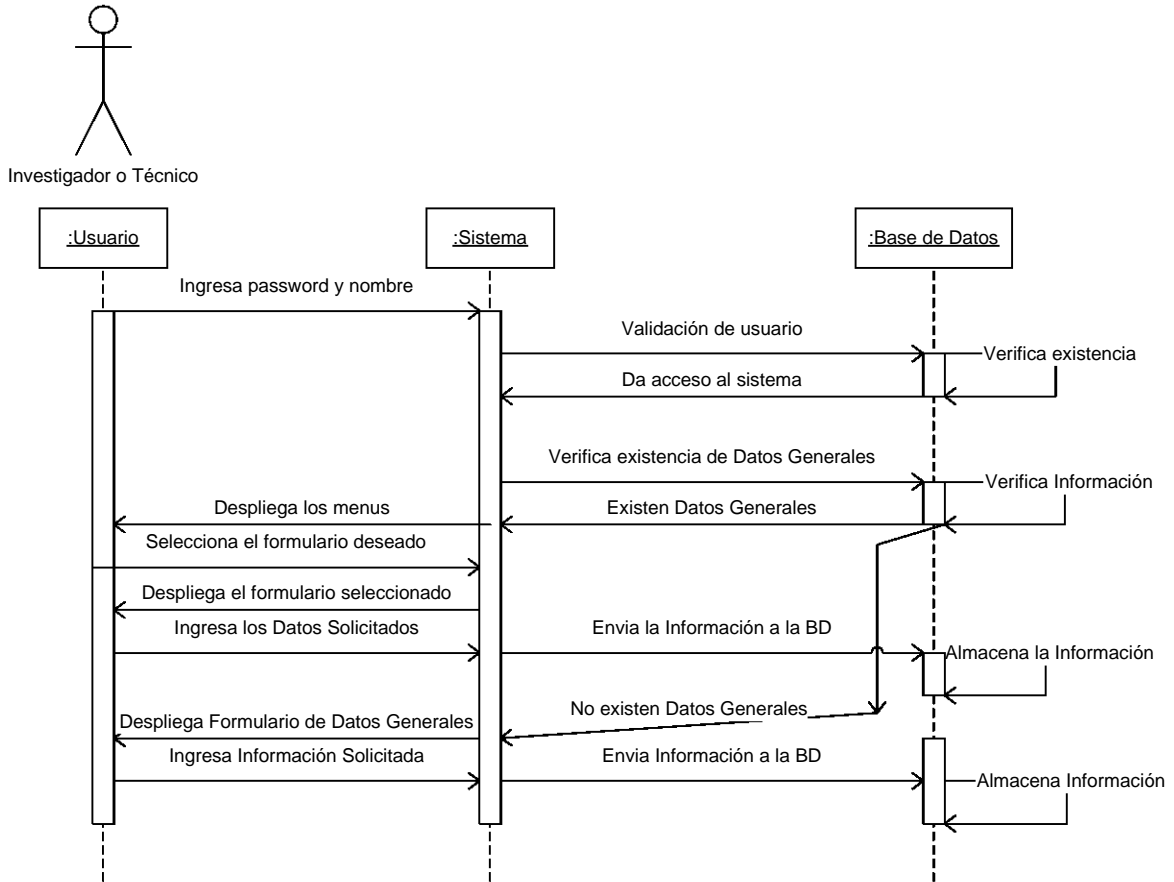 Investigador o Técnico
:Usuario
:Sistema
:Base de Datos
Ingresa password y nombre
Validación de usuario
Verifica existencia
Da acceso al sistema
Verifica existencia de Datos Generales
Verifica Información
Despliega los menus
Existen Datos Generales
Selecciona el formulario deseado
Despliega el formulario seleccionado
Ingresa los Datos Solicitados
Envia la Información a la BD
Almacena la Información
No existen Datos Generales
Despliega Formulario de Datos Generales
Ingresa Información Solicitada
Envia Información a la BD
Almacena Información